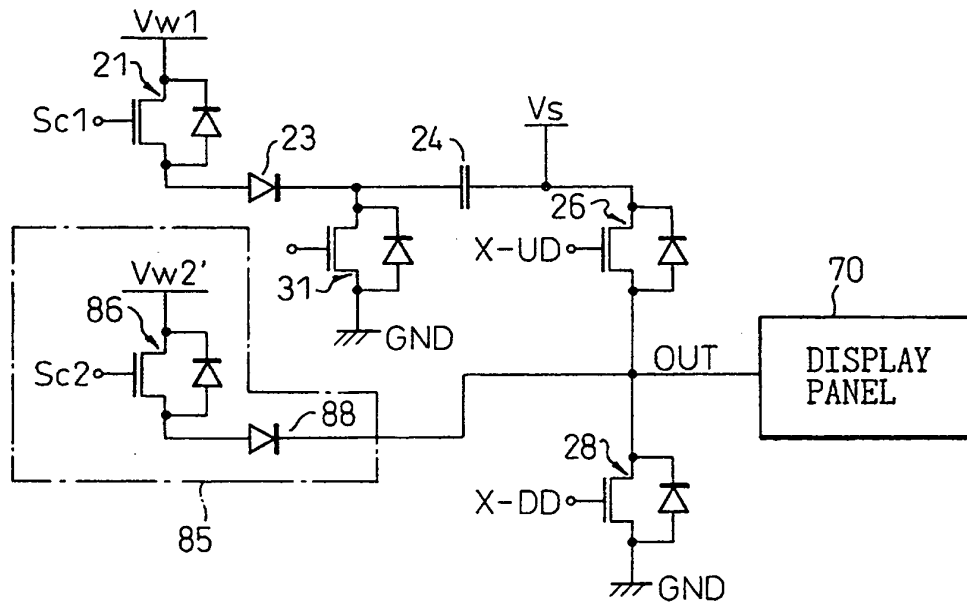 Vw1
21
Sc1
23
24
Vs
26
X-UD
31
GND
70
Vw2'
86
Sc2
88
OUT
DISPLAY
PANEL
28
X-DD
85
GND